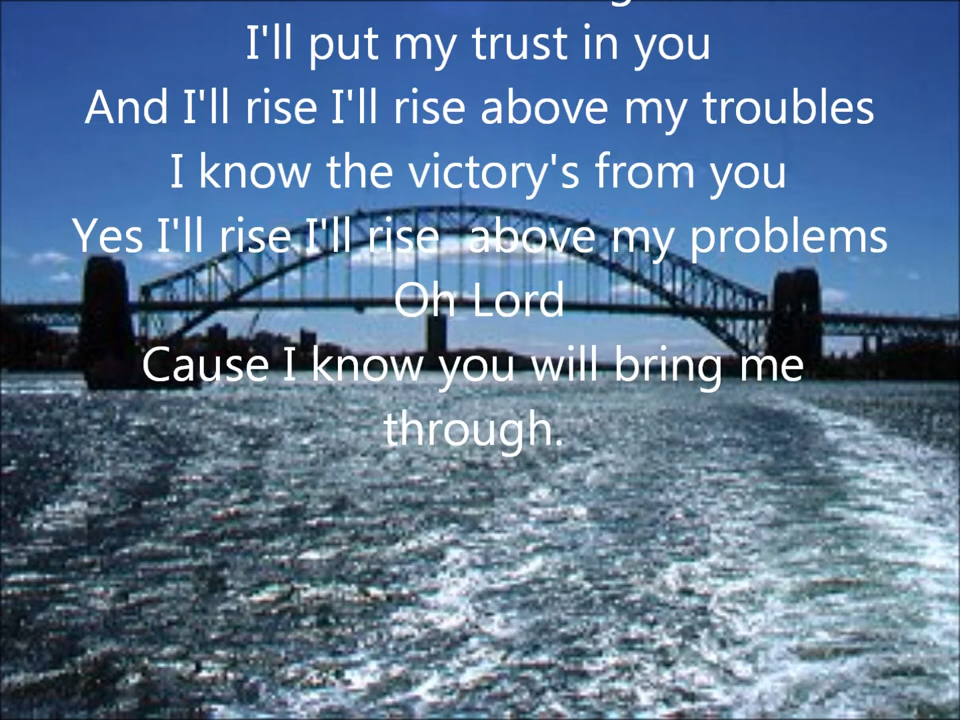 I'll put my trust in you
And I'll rise I'll rise above my troubles
I know the victory's from you
Yes I'll rise I'll rise  above my problems
Oh Lord
Cause I know you will bring me
through.